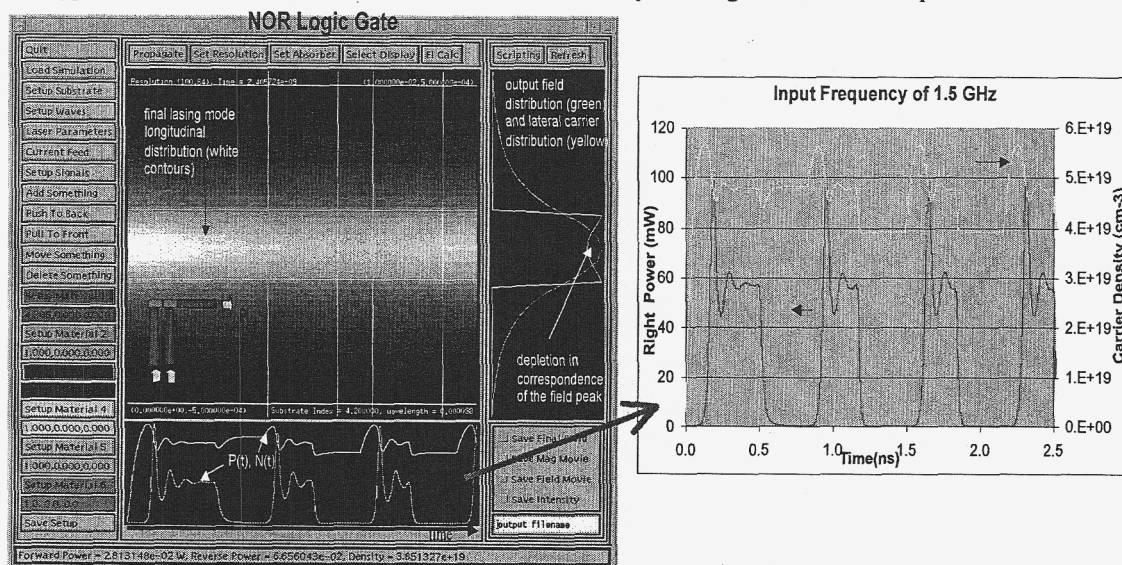 NOR Logic Gate
Quit
Load Simulation
Setup Substrate
Setup Waves
Laser Parameters
Current Feed
Setup Signals
Add Something
Push To Back
Pull To Front
Move Something
Delete Something
Setup Material 2
1.000,0.000,0.000
Setup Material 4
1.000,0.000,0.000
Setup Material 5
1.000,0.000,0.000
Save Setup
Propagate
Set Resolution
Set Absorber
Select Display
El Calc
Scripting
Refresh
final lasing mode
longitudinal
distribution (white
contours)
output field
distribution (green
and lateral carrier
distribution (yellow
depletion in
correspondence
of the field peak
P(t), N(t)
time
Save Field Movie
Save Intensity
output filename
Forward Power = 2.813148e-02 W, Reverse Power = 6.656043e-02, Density = 3.851327e+19
Input Frequency of 1.5 GHz
Right Power (mW)
120
100
80
60
40
20
0
6.E+19
5.E+19
4.E+19
3.E+19
2.E+19
1.E+19
0.E+00
Carrier Density (cm-3)
0.0
0.5
1.0
1.5
2.0
2.5
Time(ns)